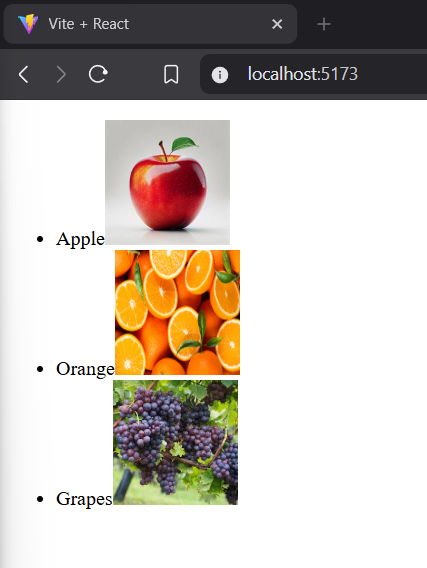 Vite + React
localhost:5173
Apple
Orange
Grapes